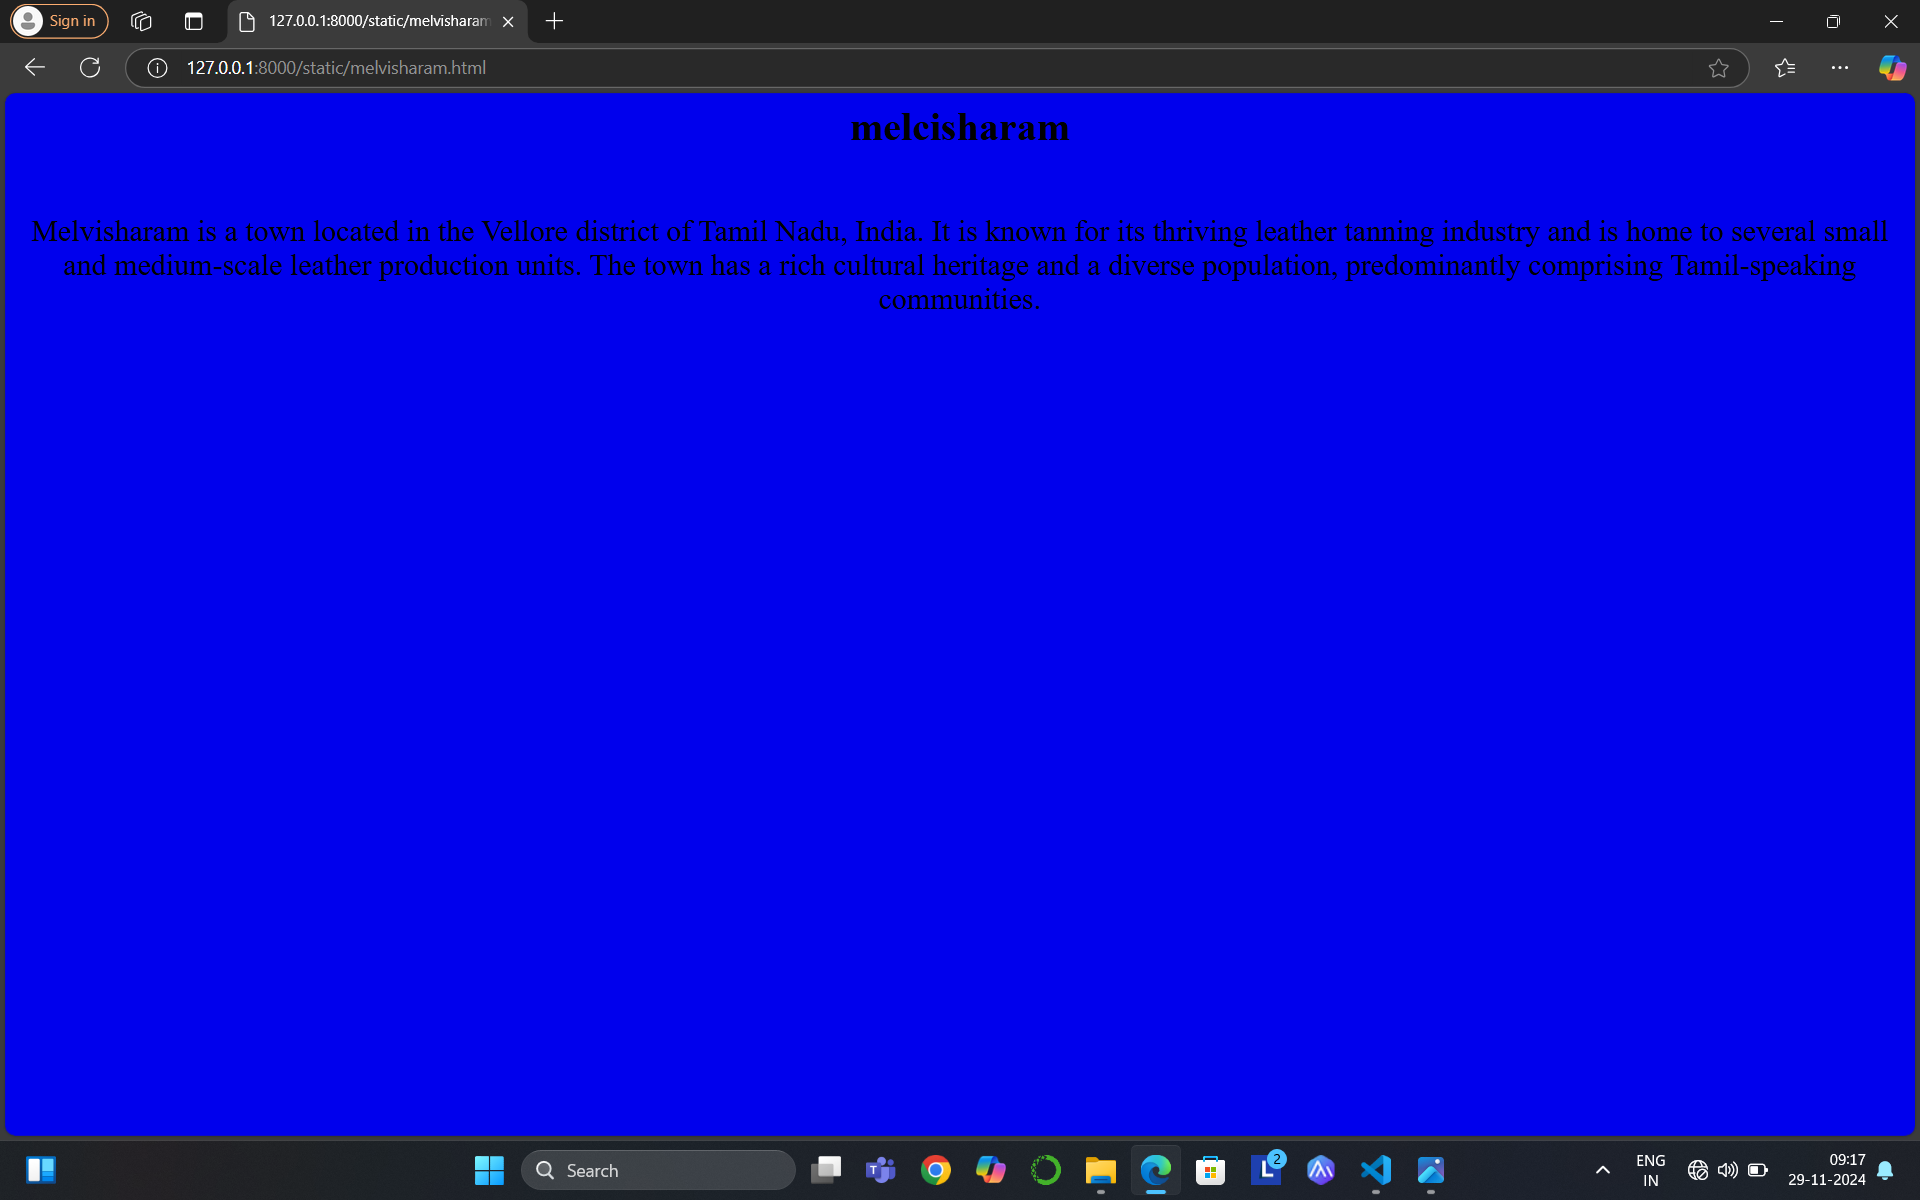 Sign in
127.0.0.1:8000/static/melvisharam
127.0.0.1:8000/static/melvisharam.html
melcisharam
Melvisharam is a town located in the Vellore district of Tamil Nadu, India. It is known for its thriving leather tanning industry and is home to several small
and medium-scale leather production units. The town has a rich cultural heritage and a diverse population, predominantly comprising Tamil-speaking
communities.
Search
2
ENG
IN
09:17
29-11-2024